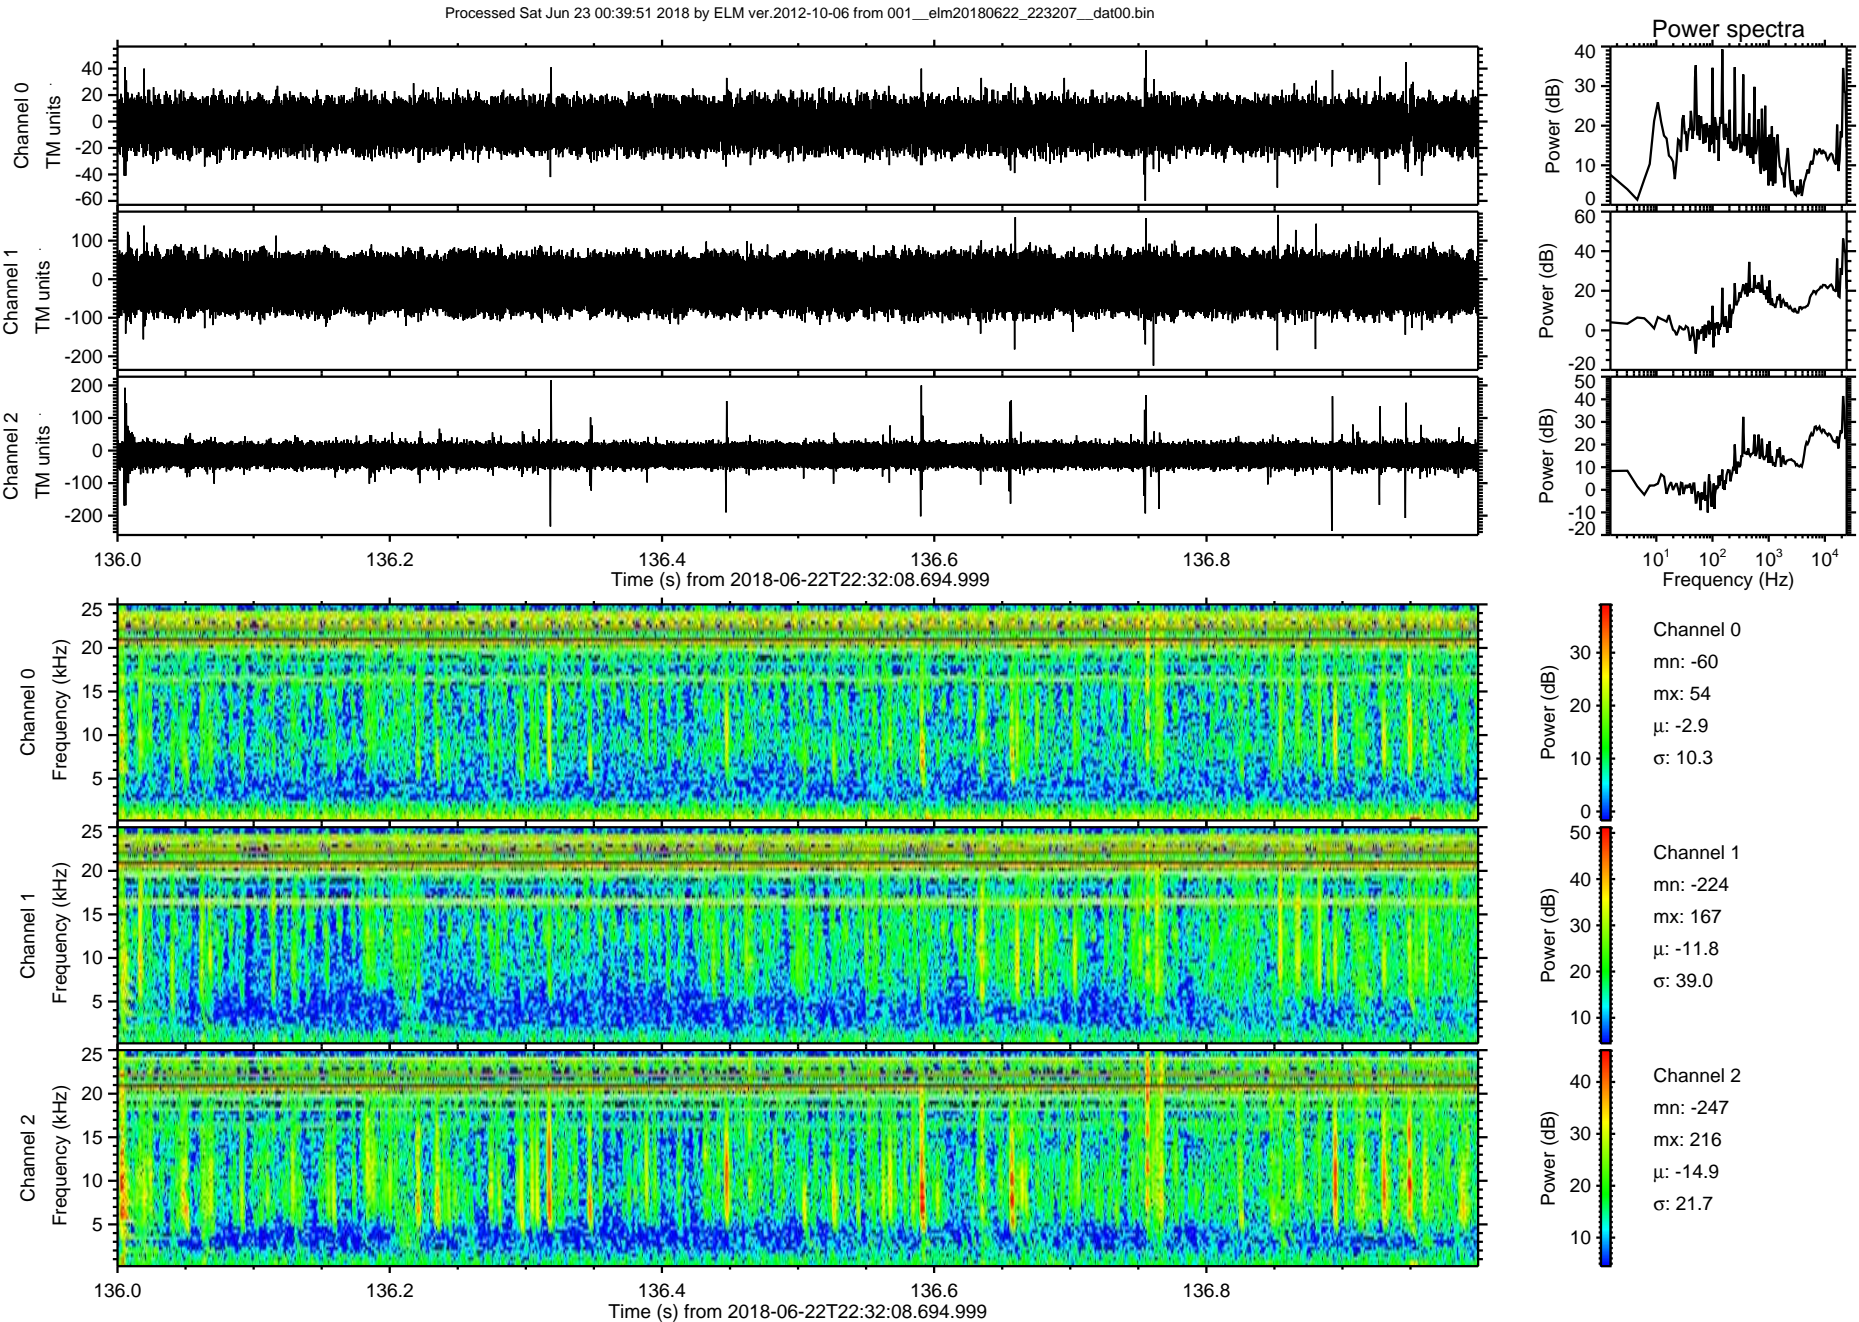 Processed Sat Jun 23 00:39:51 2018 by ELM ver.2012-10-06 from 001__elm20180622_223207__dat00.bin
Power spectra
Channel 0
TM units
40
20
0
-20
-40
-60
Power (dB)
40
30
20
10
0
Channel 1
TM units
100
0
-100
-200
Power (dB)
60
40
20
0
-20
Channel 2
TM units
200
100
0
-100
-200
Power (dB)
50
40
30
20
10
0
-10
-20
136.0 136.2 136.4 136.6 136.8
Time (s) from 2018-06-22T22:32:08.694.999
10^1 10^2 10^3 10^4
Frequency (Hz)
Channel 0
Frequency (kHz)
25
20
15
10
5
Power (dB)
30
20
10
0
Channel 0
mn: -60
mx: 54
μ: -2.9
σ: 10.3
Channel 1
Frequency (kHz)
25
20
15
10
5
Power (dB)
50
40
30
20
10
Channel 1
mn: -224
mx: 167
μ: -11.8
σ: 39.0
Channel 2
Frequency (kHz)
25
20
15
10
5
Power (dB)
40
30
20
10
Channel 2
mn: -247
mx: 216
μ: -14.9
σ: 21.7
136.0 136.2 136.4 136.6 136.8
Time (s) from 2018-06-22T22:32:08.694.999